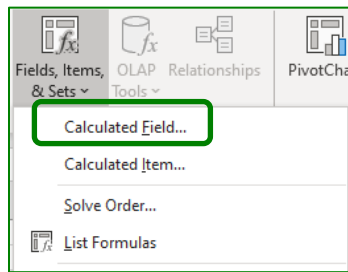 Fields, Items, & Sets
OLAP Tools
Relationships
PivotCha
Calculated Field...
Calculated Item...
Solve Order...
List Formulas